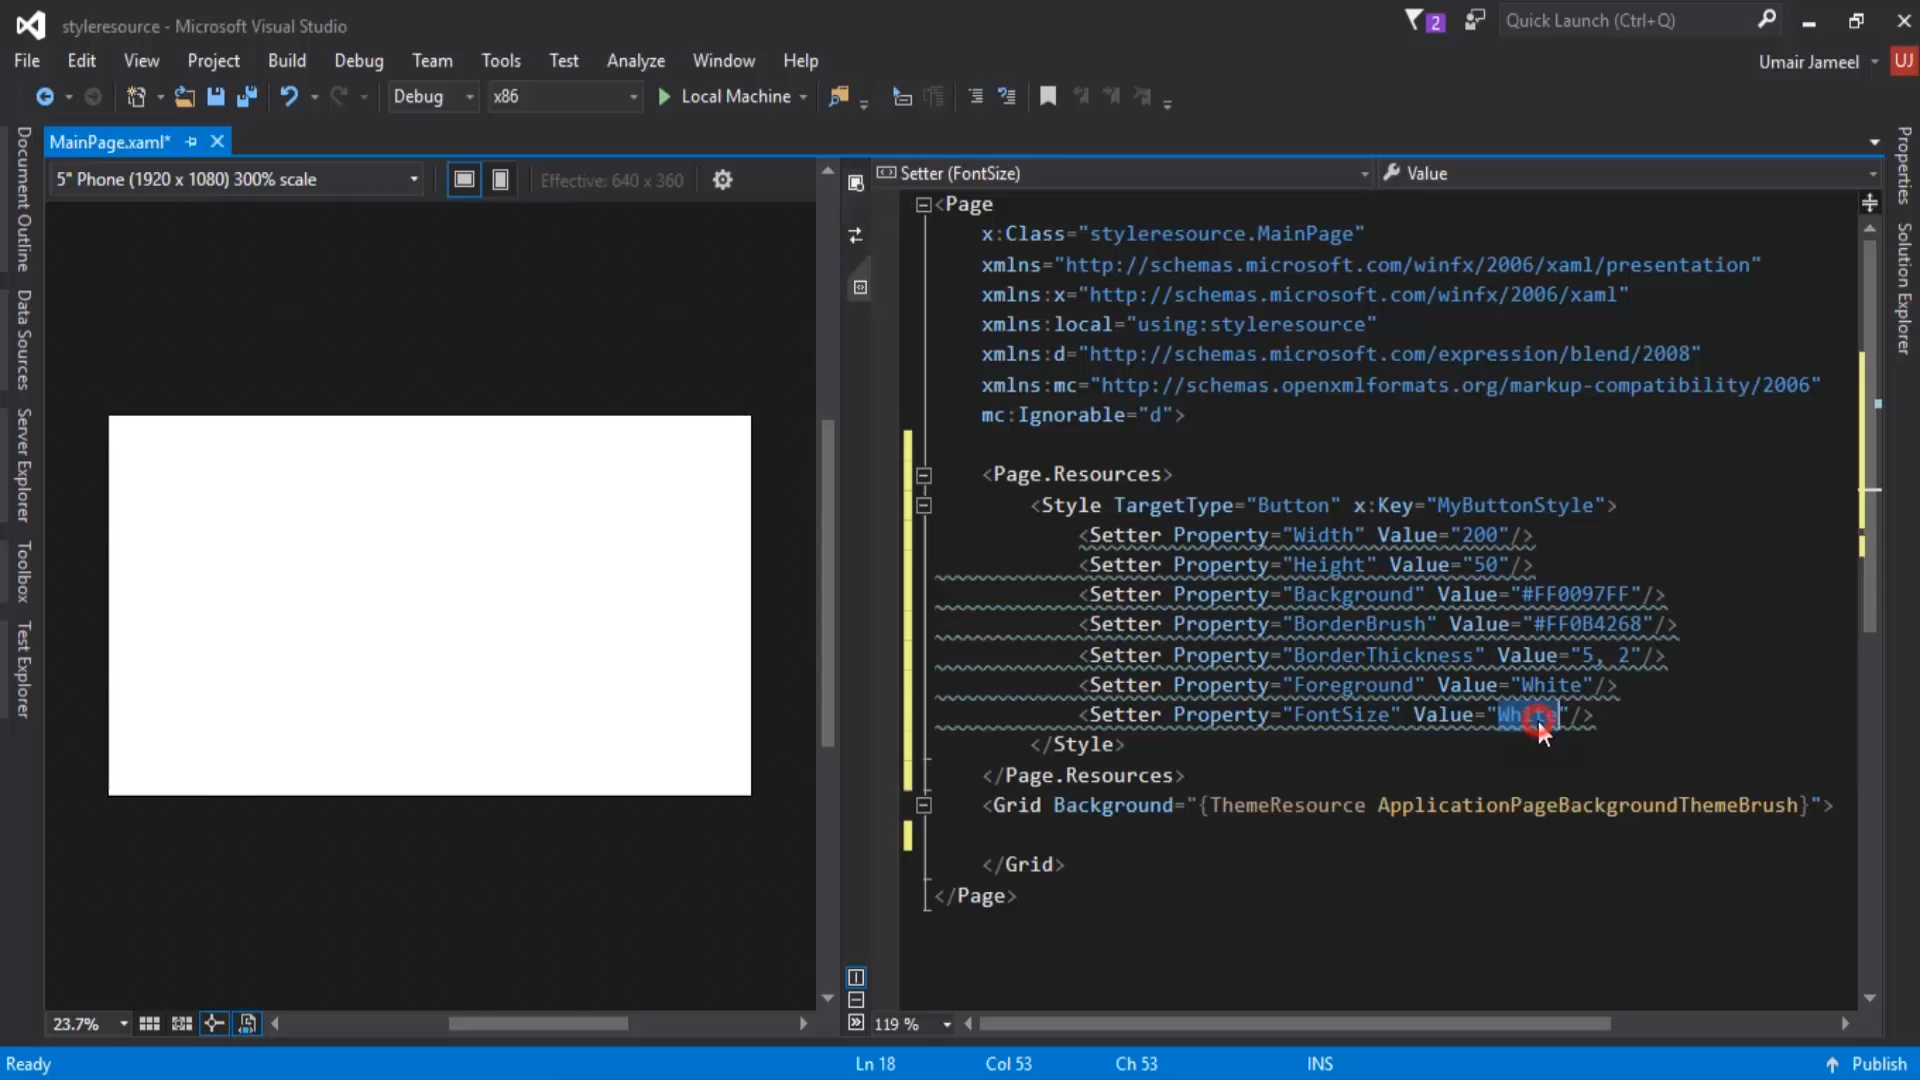 styleresource - Microsoft Visual Studio
2
Quick Launch (Ctrl+Q)
File Edit View Project Build Debug Team Tools Test Analyze Window Help
Umair Jameel UJ
Debug x86 Local Machine
MainPage.xaml*
5" Phone (1920 x 1080) 300% scale
Effective: 640 x 360
Setter (FontSize)
Value
Document Outline
Data Sources
Server Explorer
Toolbox
Test Explorer
Properties
Solution Explorer
<Page
x:Class="styleresource.MainPage"
xmlns="http://schemas.microsoft.com/winfx/2006/xaml/presentation"
xmlns:x="http://schemas.microsoft.com/winfx/2006/xaml"
xmlns:local="using:styleresource"
xmlns:d="http://schemas.microsoft.com/expression/blend/2008"
xmlns:mc="http://schemas.openxmlformats.org/markup-compatibility/2006"
mc:Ignorable="d">
<Page.Resources>
<Style TargetType="Button" x:Key="MyButtonStyle">
<Setter Property="Width" Value="200"/>
<Setter Property="Height" Value="50"/>
<Setter Property="Background" Value="#FF0097FF"/>
<Setter Property="BorderBrush" Value="#FF0B4268"/>
<Setter Property="BorderThickness" Value="5, 2"/>
<Setter Property="Foreground" Value="White"/>
<Setter Property="FontSize" Value="White"/>
</Style>
</Page.Resources>
<Grid Background="{ThemeResource ApplicationPageBackgroundThemeBrush}">
</Grid>
</Page>
23.7%
119 %
Ready
Ln 18
Col 53
Ch 53
INS
Publish